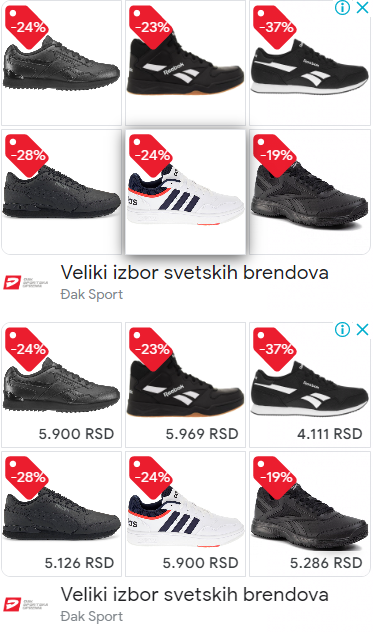 -24% -23% -37%
Reebok
-28% -24% -19%
Veliki izbor svetskih brendova
Đak Sport
-24% -23% -37%
Reebok
5.900 RSD 5.969 RSD 4.111 RSD
-28% -24% -19%
5.126 RSD 5.900 RSD 5.286 RSD
Veliki izbor svetskih brendova
Đak Sport